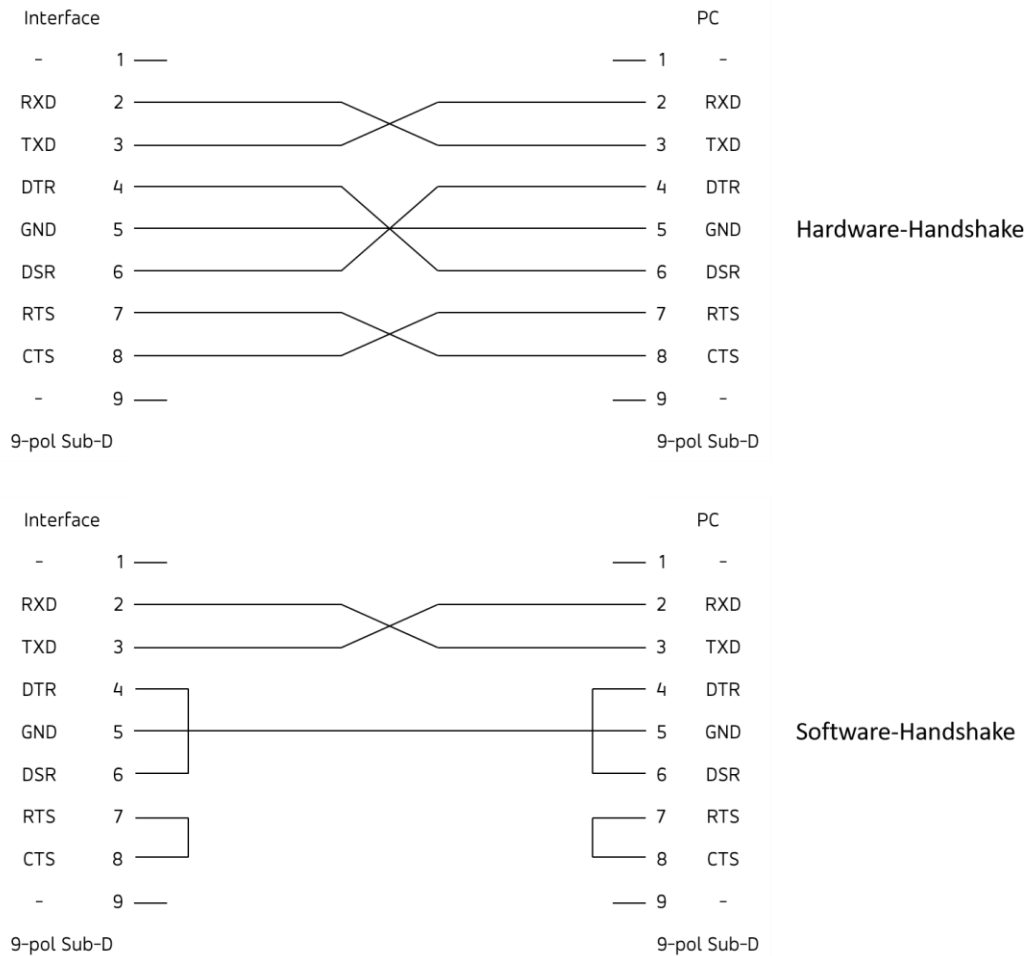 Interface PC
- 1 1 -
RXD 2 2 RXD
TXD 3 3 TXD
DTR 4 4 DTR
GND 5 5 GND Hardware-Handshake
DSR 6 6 DSR
RTS 7 7 RTS
CTS 8 8 CTS
- 9 9 -
9-pol Sub-D 9-pol Sub-D
Interface PC
- 1 1 -
RXD 2 2 RXD
TXD 3 3 TXD
DTR 4 4 DTR
GND 5 5 GND Software-Handshake
DSR 6 6 DSR
RTS 7 7 RTS
CTS 8 8 CTS
- 9 9 -
9-pol Sub-D 9-pol Sub-D